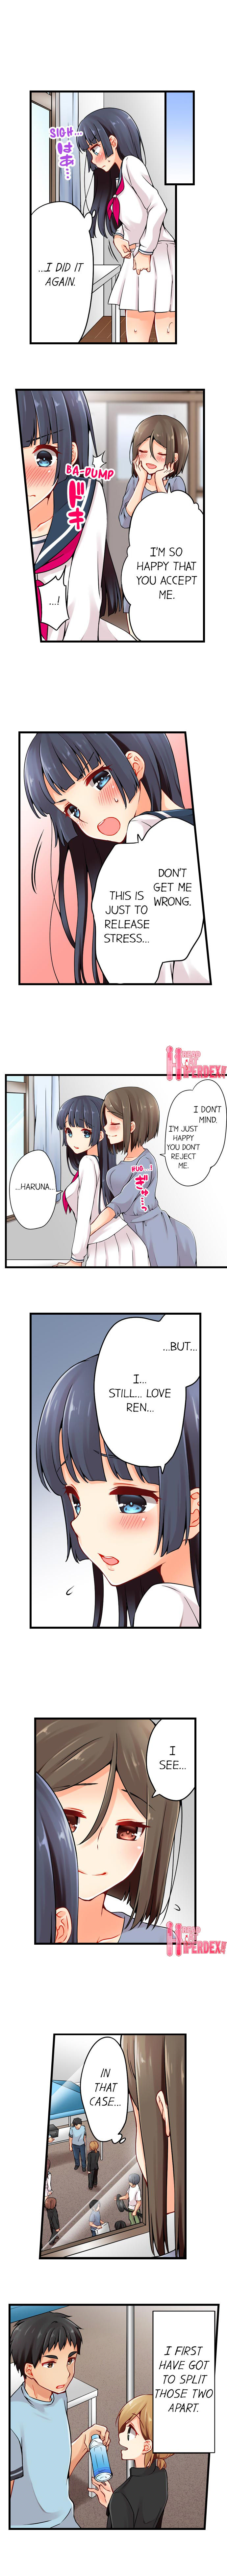 SIGH...
はあ...
...I DID IT
AGAIN.
BA-DUMP
ドキ
I'M SO
HAPPY THAT
YOU ACCEPT
ME.
...!
DON'T
GET ME
WRONG.
THIS IS
JUST TO
RELEASE
STRESS...
I DON'T
MIND.
I'M JUST
HAPPY
YOU DON'T
REJECT
ME.
HUG...!
ぎゅ...っ
...HARUNA...
...BUT...
I...
STILL... LOVE
REN...
I
SEE...
HIPERDEX!!
IN
THAT
CASE...
I FIRST
HAVE GOT
TO SPLIT
THOSE TWO
APART.